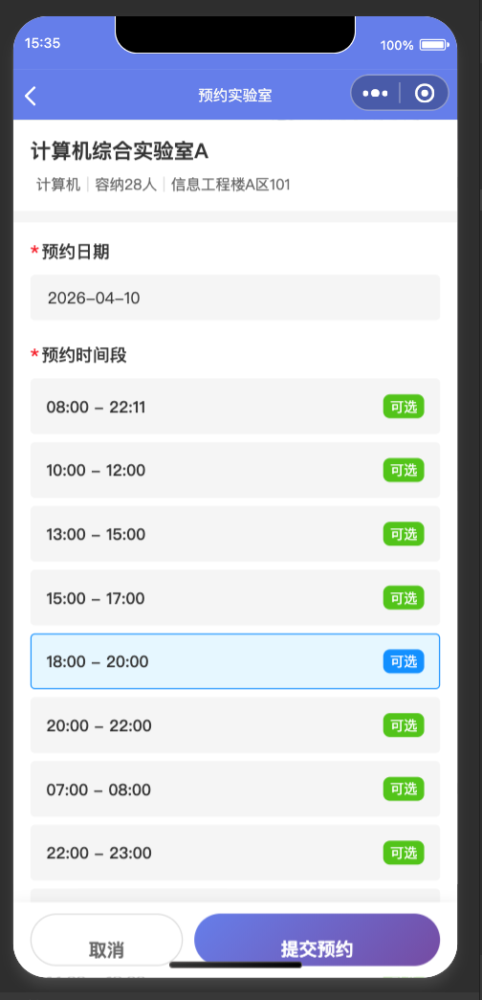 15:35
100%
预约实验室
计算机综合实验室A
计算机 | 容纳28人 | 信息工程楼A区101
*预约日期
2026-04-10
*预约时间段
08:00 - 22:11 可选
10:00 - 12:00 可选
13:00 - 15:00 可选
15:00 - 17:00 可选
18:00 - 20:00 可选
20:00 - 22:00 可选
07:00 - 08:00 可选
22:00 - 23:00 可选
取消 提交预约